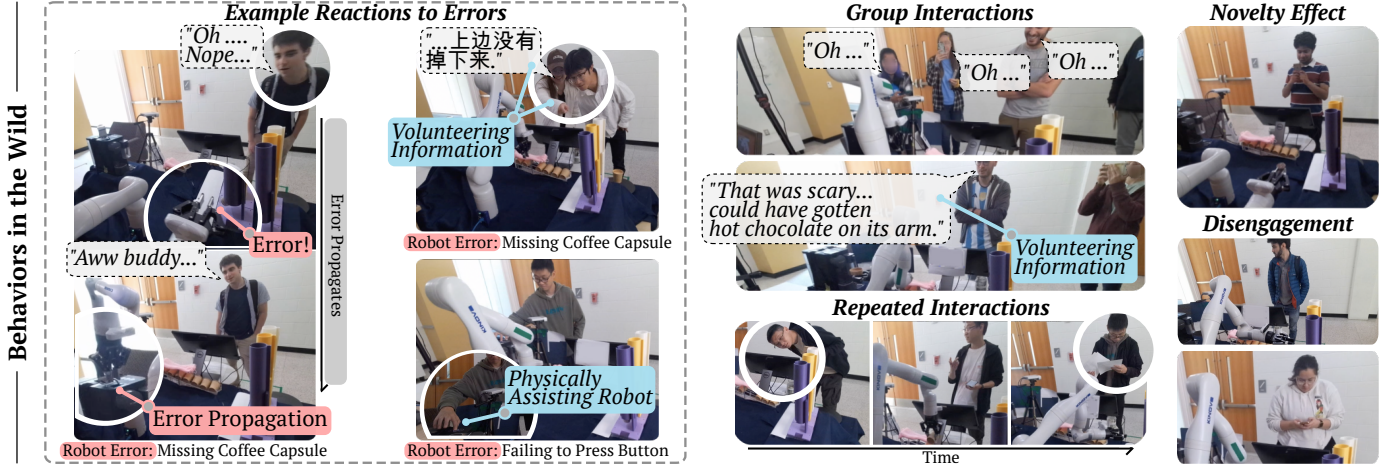 Behaviors in the Wild
Example Reactions to Errors
"Oh ....
Nope..."
Error!
Error Propagates
"Aww buddy..."
Error Propagation
Robot Error: Missing Coffee Capsule
"... 上边没有
掉下来."
Volunteering
Information
Robot Error: Missing Coffee Capsule
KINOVA
Physically
Assisting Robot
Robot Error: Failing to Press Button
Group Interactions
"Oh ..."
"Oh ..."
"Oh ..."
"That was scary...
could have gotten
hot chocolate on its arm."
Volunteering
Information
Repeated Interactions
Time
Novelty Effect
Disengagement
KINOVA